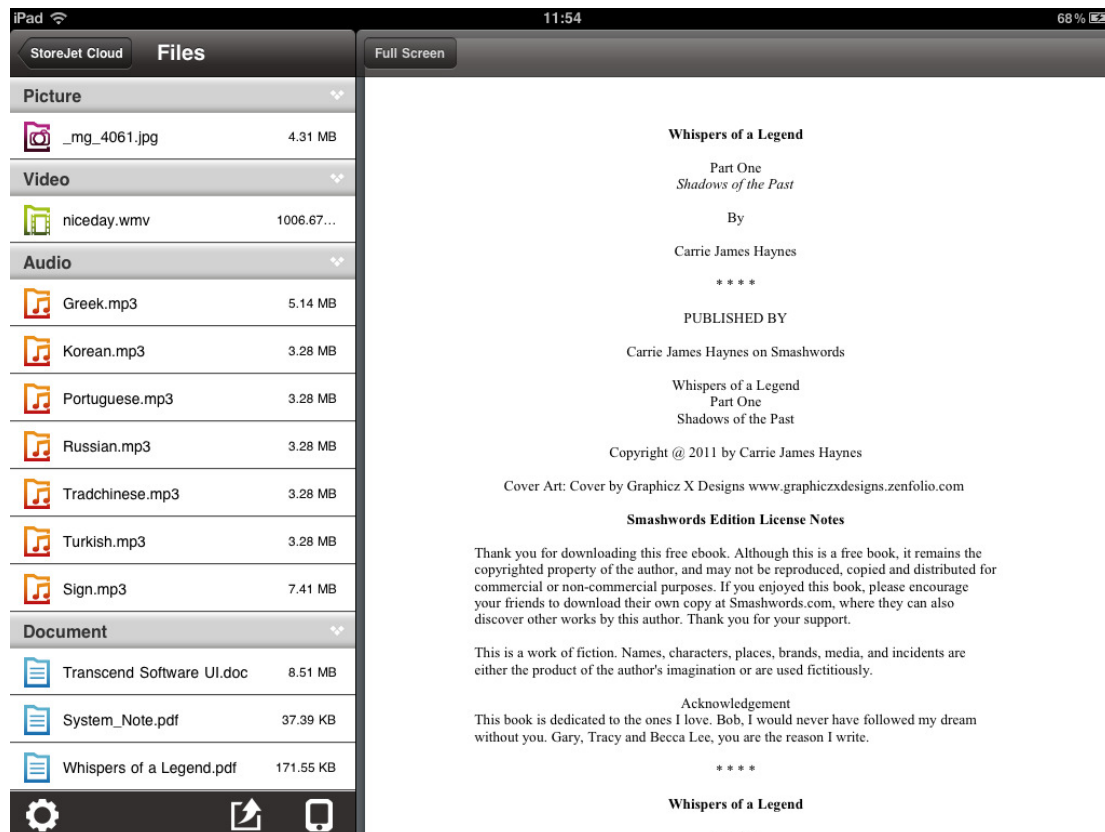 iPad 11:54 68%
StoreJet Cloud Files
Picture
_mg_4061.jpg 4.31 MB
Video
niceday.wmv 1006.67...
Audio
Greek.mp3 5.14 MB
Korean.mp3 3.28 MB
Portuguese.mp3 3.28 MB
Russian.mp3 3.28 MB
Tradchinese.mp3 3.28 MB
Turkish.mp3 3.28 MB
Sign.mp3 7.41 MB
Document
Transcend Software UI.doc 8.51 MB
System_Note.pdf 37.39 KB
Whispers of a Legend.pdf 171.55 KB
Full Screen
Whispers of a Legend
Part One
Shadows of the Past
By
Carrie James Haynes
* * * *
PUBLISHED BY
Carrie James Haynes on Smashwords
Whispers of a Legend
Part One
Shadows of the Past
Copyright @ 2011 by Carrie James Haynes
Cover Art: Cover by Graphicz X Designs www.graphiczxdesigns.zenfolio.com
Smashwords Edition License Notes
Thank you for downloading this free ebook. Although this is a free book, it remains the
copyrighted property of the author, and may not be reproduced, copied and distributed for
commercial or non-commercial purposes. If you enjoyed this book, please encourage
your friends to download their own copy at Smashwords.com, where they can also
discover other works by this author. Thank you for your support.
This is a work of fiction. Names, characters, places, brands, media, and incidents are
either the product of the author's imagination or are used fictitiously.
Acknowledgement
This book is dedicated to the ones I love. Bob, I would never have followed my dream
without you. Gary, Tracy and Becca Lee, you are the reason I write.
* * * *
Whispers of a Legend